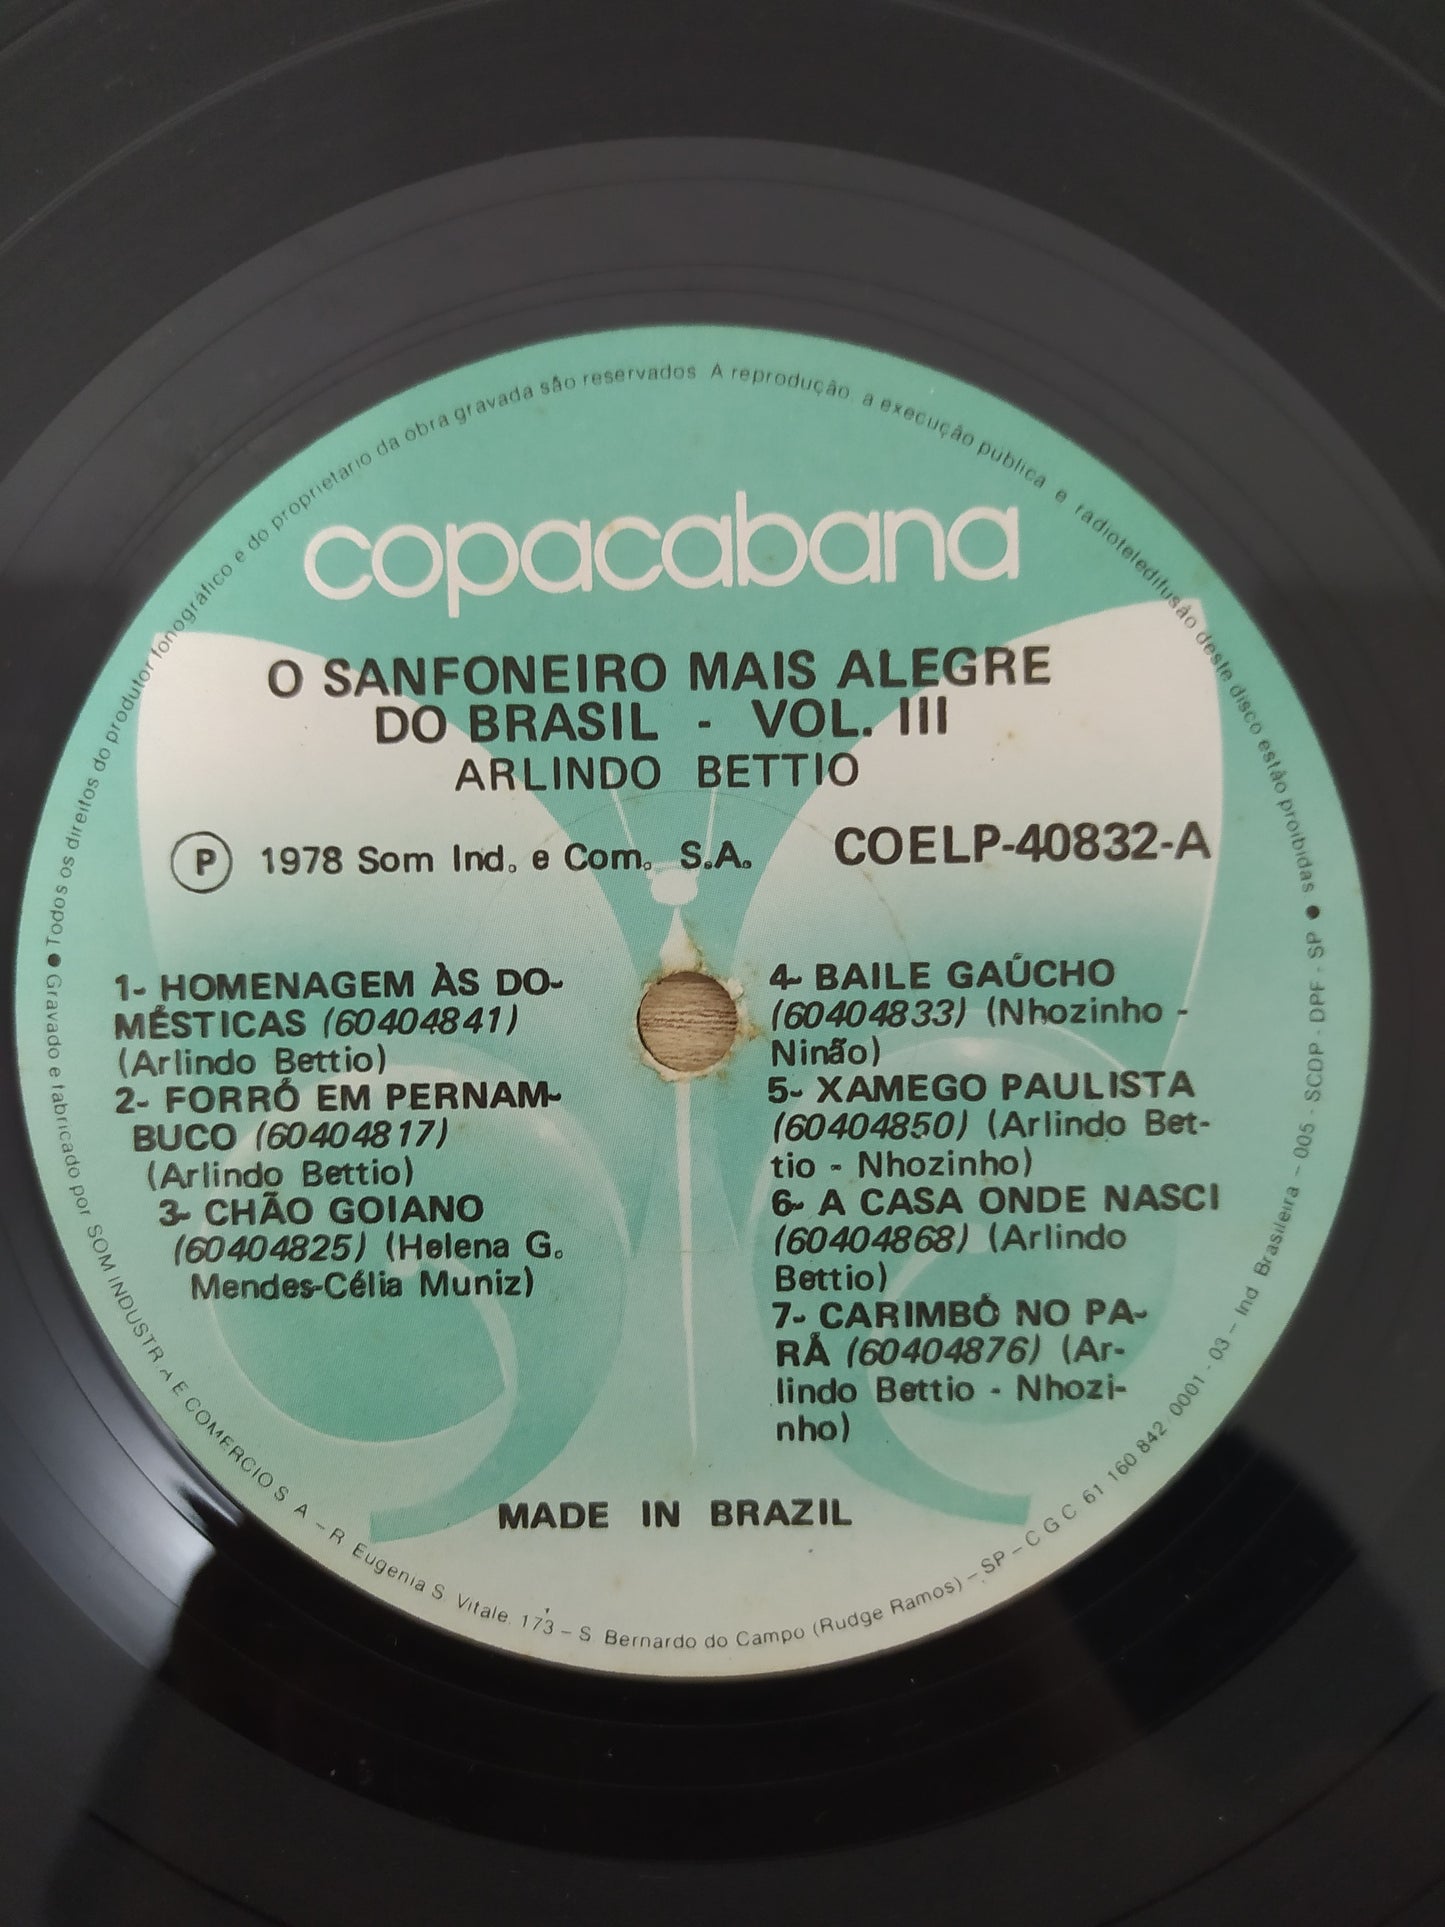 ● Todos os direitos do produtor fonográfico e do proprietario da obra gravada são reservados A reprodução a execução publica e radioteledifusão deste disco estão proibidas ●
copacabana
O SANFONEIRO MAIS ALEGRE
DO BRASIL - VOL. III
ARLINDO BETTIO
Ⓟ 1978 Som Ind. e Com. S.A. COELP-40832-A
1- HOMENAGEM ÀS DO-
MÉSTICAS (60404841)
(Arlindo Bettio)
2- FORRÓ EM PERNAM-
BUCO (60404817)
(Arlindo Bettio)
3- CHÃO GOIANO
(60404825) (Helena G.
Mendes-Célia Muniz)
4- BAILE GAÚCHO
(60404833) (Nhozinho -
Ninão)
5- XAMEGO PAULISTA
(60404850) (Arlindo Bet-
tio - Nhozinho)
6- A CASA ONDE NASCI
(60404868) (Arlindo
Bettio)
7- CARIMBÓ NO PA-
RÁ (60404876) (Ar-
lindo Bettio - Nhozi-
nho)
MADE IN BRAZIL
Gravado e fabricado por SOM INDUSTRIA E COMERCIO S A – R Eugenia S Vitale 173 – S Bernardo do Campo (Rudge Ramos) – SP – C G C 61 160 842 0001 - 03 – Ind Brasileira – 005 - SCDP - DPF - SP